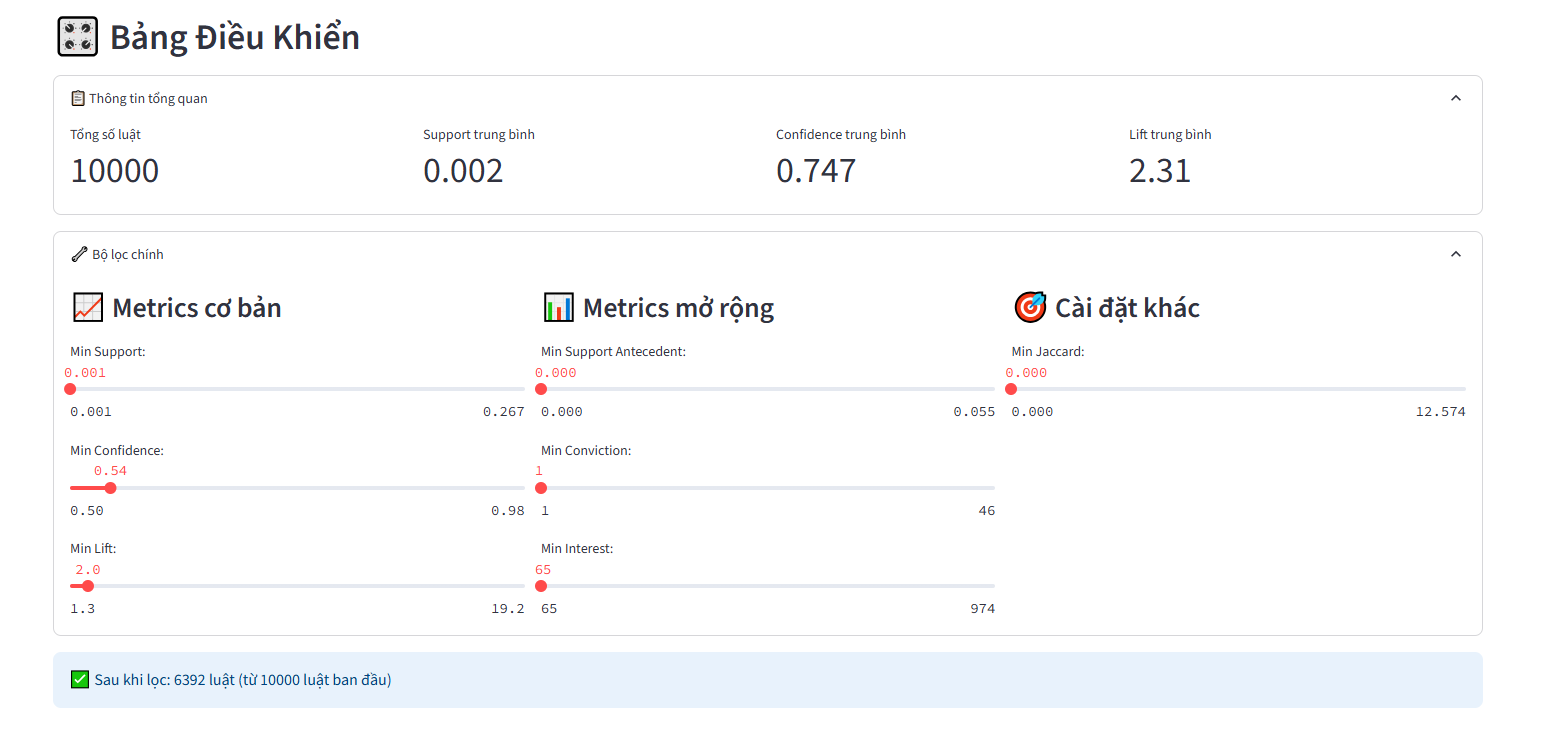 Bảng Điều Khiển
Thông tin tổng quan
Tổng số luật
Support trung bình
Confidence trung bình
Lift trung bình
10000
0.002
0.747
2.31
Bộ lọc chính
Metrics cơ bản
Metrics mở rộng
Cài đặt khác
Min Support:
0.001
0.001
0.267
Min Confidence:
0.54
0.50
0.98
Min Lift:
2.0
1.3
19.2
Min Support Antecedent:
0.000
0.000
0.055
Min Conviction:
1
1
46
Min Interest:
65
65
974
Min Jaccard:
0.000
0.000
12.574
Sau khi lọc: 6392 luật (từ 10000 luật ban đầu)